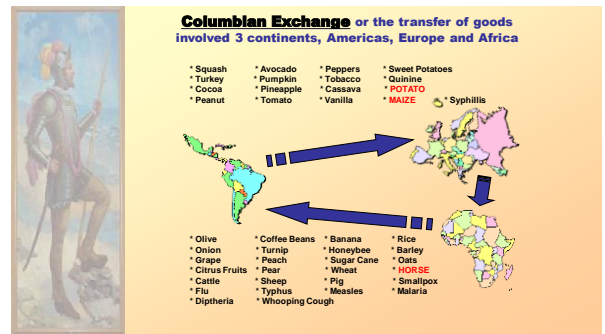 Columbian Exchange or the transfer of goods
involved 3 continents, Americas, Europe and Africa
* Squash * Avocado * Peppers * Sweet Potatoes
* Turkey * Pumpkin * Tobacco * Quinine
* Cocoa * Pineapple * Cassava * POTATO
* Peanut * Tomato * Vanilla * MAIZE * Syphillis
* Olive * Coffee Beans * Banana * Rice
* Onion * Turnip * Honeybee * Barley
* Grape * Peach * Sugar Cane * Oats
* Citrus Fruits * Pear * Wheat * HORSE
* Cattle * Sheep * Pig * Smallpox
* Flu * Typhus * Measles * Malaria
* Diptheria * Whooping Cough